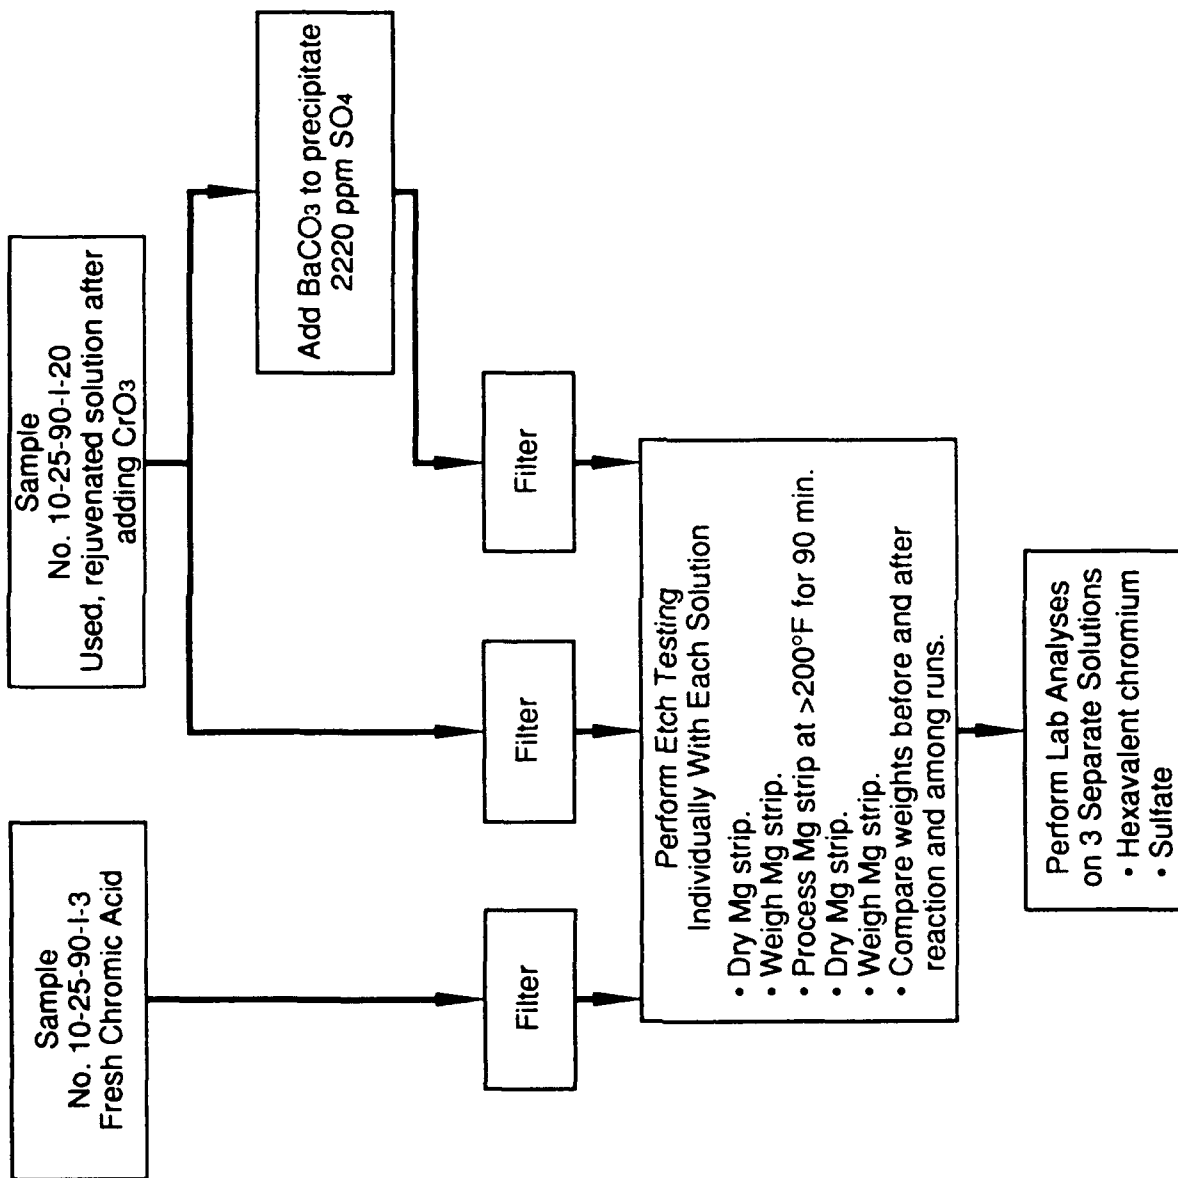 Sample
No. 10-25-90-I-3
Fresh Chromic Acid
Sample
No. 10-25-90-I-20
Used, rejuvenated solution after
adding CrO3
Add BaCO3 to precipitate
2220 ppm SO4
Filter
Filter
Filter
Perform Etch Testing
Individually With Each Solution
• Dry Mg strip.
• Weigh Mg strip.
• Process Mg strip at >200°F for 90 min.
• Dry Mg strip.
• Weigh Mg strip.
• Compare weights before and after
reaction and among runs.
Perform Lab Analyses
on 3 Separate Solutions
• Hexavalent chromium
• Sulfate